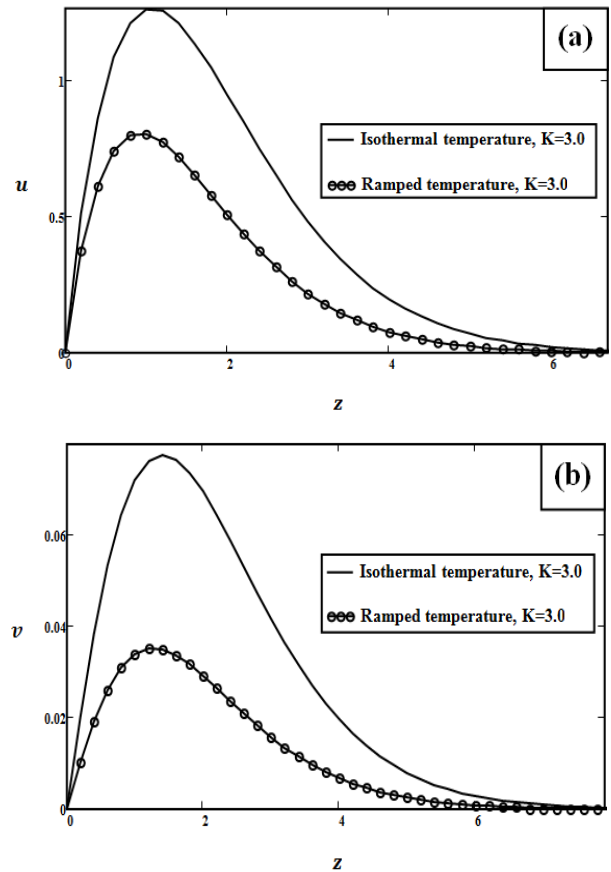 (a)
1
Isothermal temperature, K=3.0
u
Ramped temperature, K=3.0
0.5
0
0 2 4 6
z
(b)
0.06
Isothermal temperature, K=3.0
0.04
v
Ramped temperature, K=3.0
0.02
0
0 2 4 6
z